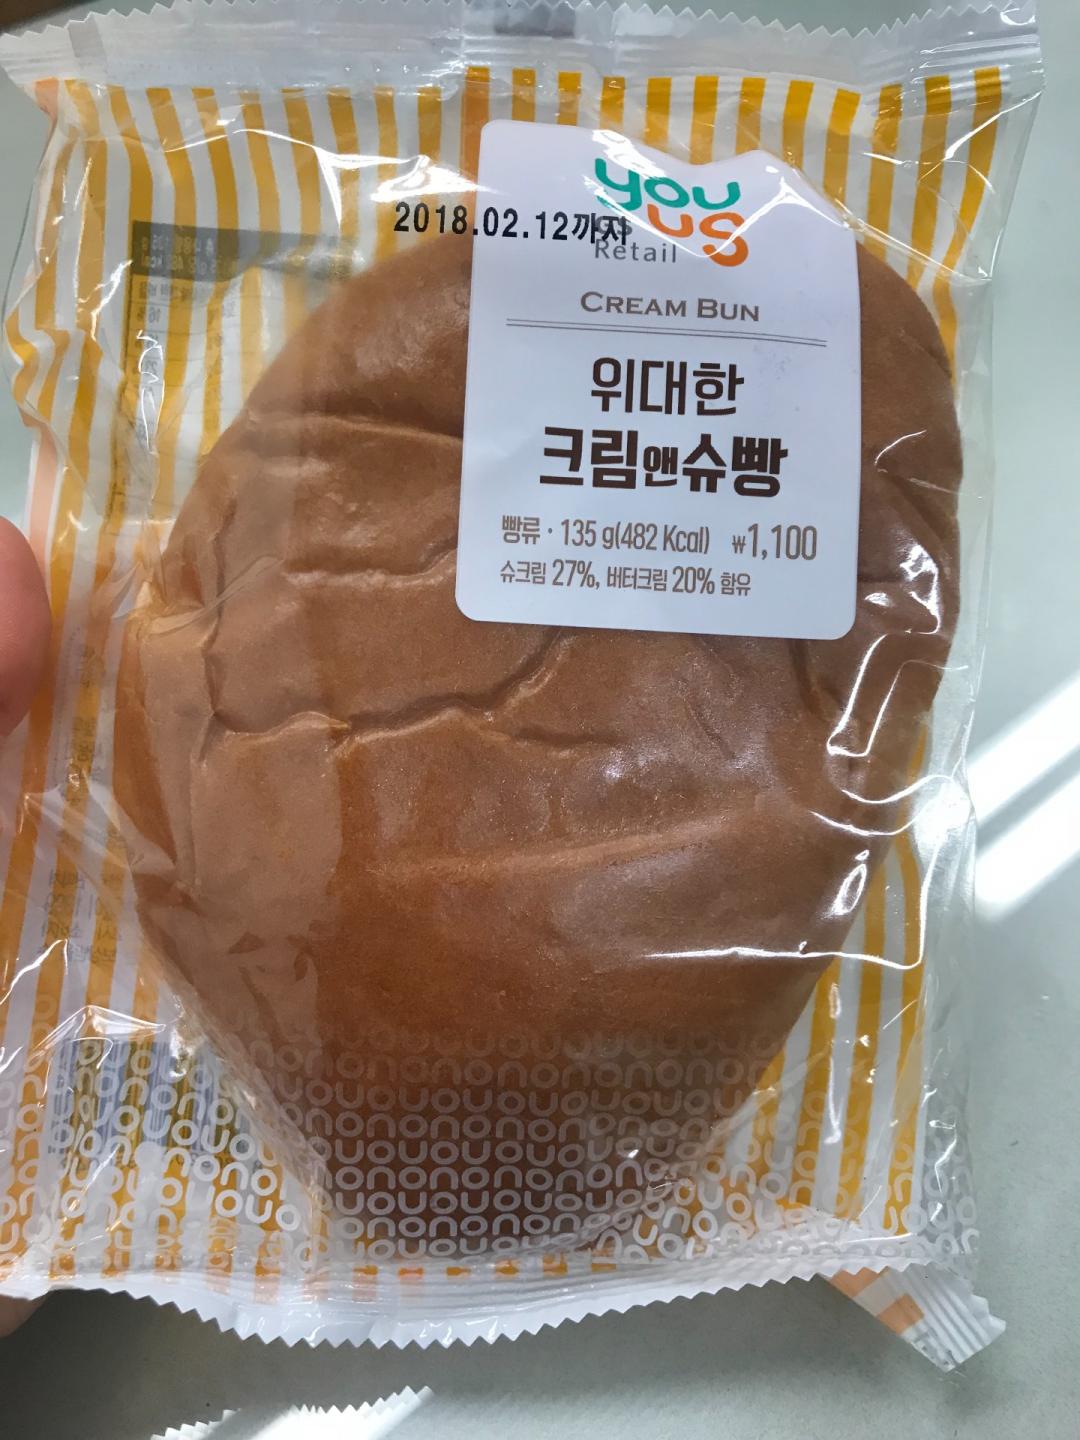 you
us
2018.02.12까지
GS
Retail
CREAM BUN
위대한
크림앤슈빵
빵류 · 135 g(482 Kcal) ₩1,100
슈크림 27%, 버터크림 20% 함유